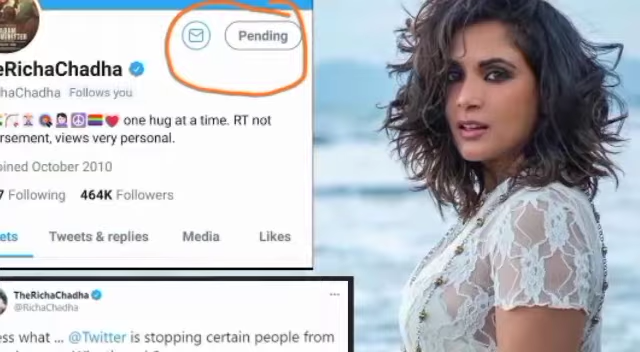 Pending
eRichaChadha
haChadha Follows you
one hug at a time. RT not
rsement, views very personal.
oined October 2010
7 Following 464K Followers
ets Tweets & replies Media Likes
TheRichaChadha
@RichaChadha
ess what ... @Twitter is stopping certain people from